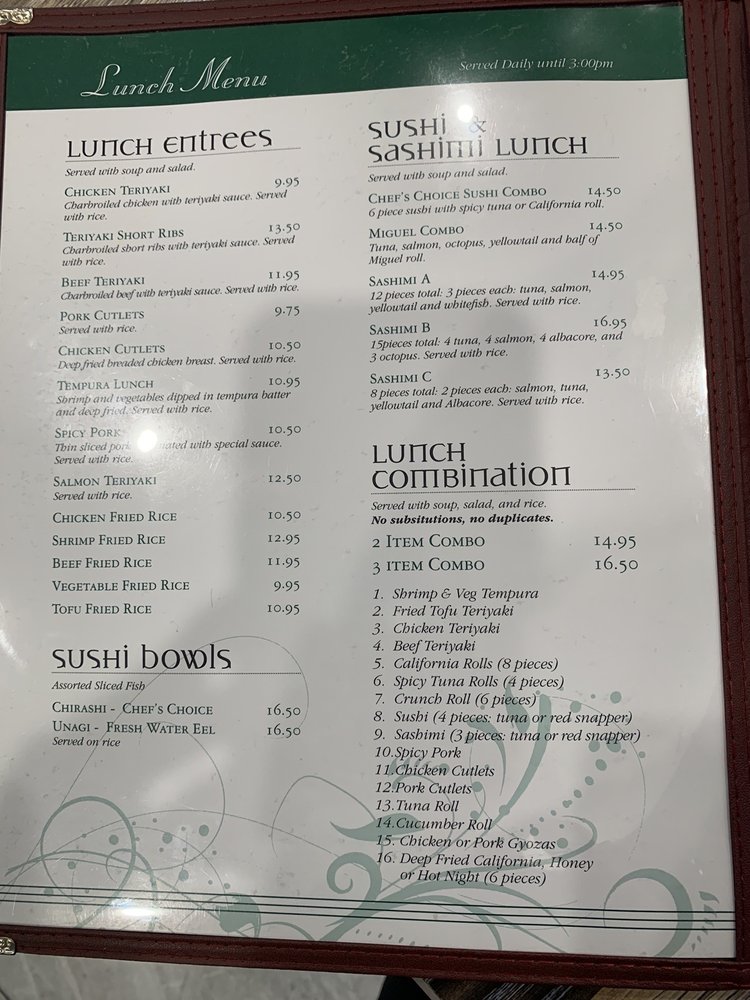 Lunch Menu
Served Daily until 3:00pm
Lunch Entrees
Served with soup and salad.
Chicken Teriyaki 9.95
Charbroiled chicken with teriyaki sauce. Served
with rice.
Teriyaki Short Ribs 13.50
Charbroiled short ribs with teriyaki sauce. Served
with rice.
Beef Teriyaki 11.95
Charbroiled beef with teriyaki sauce. Served with rice.
Pork Cutlets 9.75
Served with rice.
Chicken Cutlets 10.50
Deep fried breaded chicken breast. Served with rice.
Tempura Lunch 10.95
Shrimp and vegetables dipped in tempura batter
and deep fried. Served with rice.
Spicy Pork 10.50
Thin sliced pork with special sauce.
Served with rice.
Salmon Teriyaki 12.50
Served with rice.
Chicken Fried Rice 10.50
Shrimp Fried Rice 12.95
Beef Fried Rice 11.95
Vegetable Fried Rice 9.95
Tofu Fried Rice 10.95
Sushi Bowls
Assorted Sliced Fish
Chirashi - Chef's Choice 16.50
Unagi - Fresh Water Eel 16.50
Served on rice
Sushi &
Sashimi Lunch
Served with soup and salad.
Chef's Choice Sushi Combo 14.50
6 piece sushi with spicy tuna or California roll.
Miguel Combo 14.50
Tuna, salmon, octopus, yellowtail and half of
Miguel roll.
Sashimi A 14.95
12 pieces total: 3 pieces each: tuna, salmon,
yellowtail and whitefish. Served with rice.
Sashimi B 16.95
15pieces total: 4 tuna, 4 salmon, 4 albacore, and
3 octopus. Served with rice.
Sashimi C 13.50
8 pieces total: 2 pieces each: salmon, tuna,
yellowtail and Albacore. Served with rice.
Lunch
Combination
Served with soup, salad, and rice.
No subsitutions, no duplicates.
2 Item Combo 14.95
3 item Combo 16.50
1. Shrimp & Veg Tempura
2. Fried Tofu Teriyaki
3. Chicken Teriyaki
4. Beef Teriyaki
5. California Rolls (8 pieces)
6. Spicy Tuna Rolls (4 pieces)
7. Crunch Roll (6 pieces)
8. Sushi (4 pieces: tuna or red snapper)
9. Sashimi (3 pieces: tuna or red snapper)
10.Spicy Pork
11.Chicken Cutlets
12.Pork Cutlets
13.Tuna Roll
14.Cucumber Roll
15. Chicken or Pork Gyozas
16. Deep Fried California, Honey
or Hot Night (6 pieces)